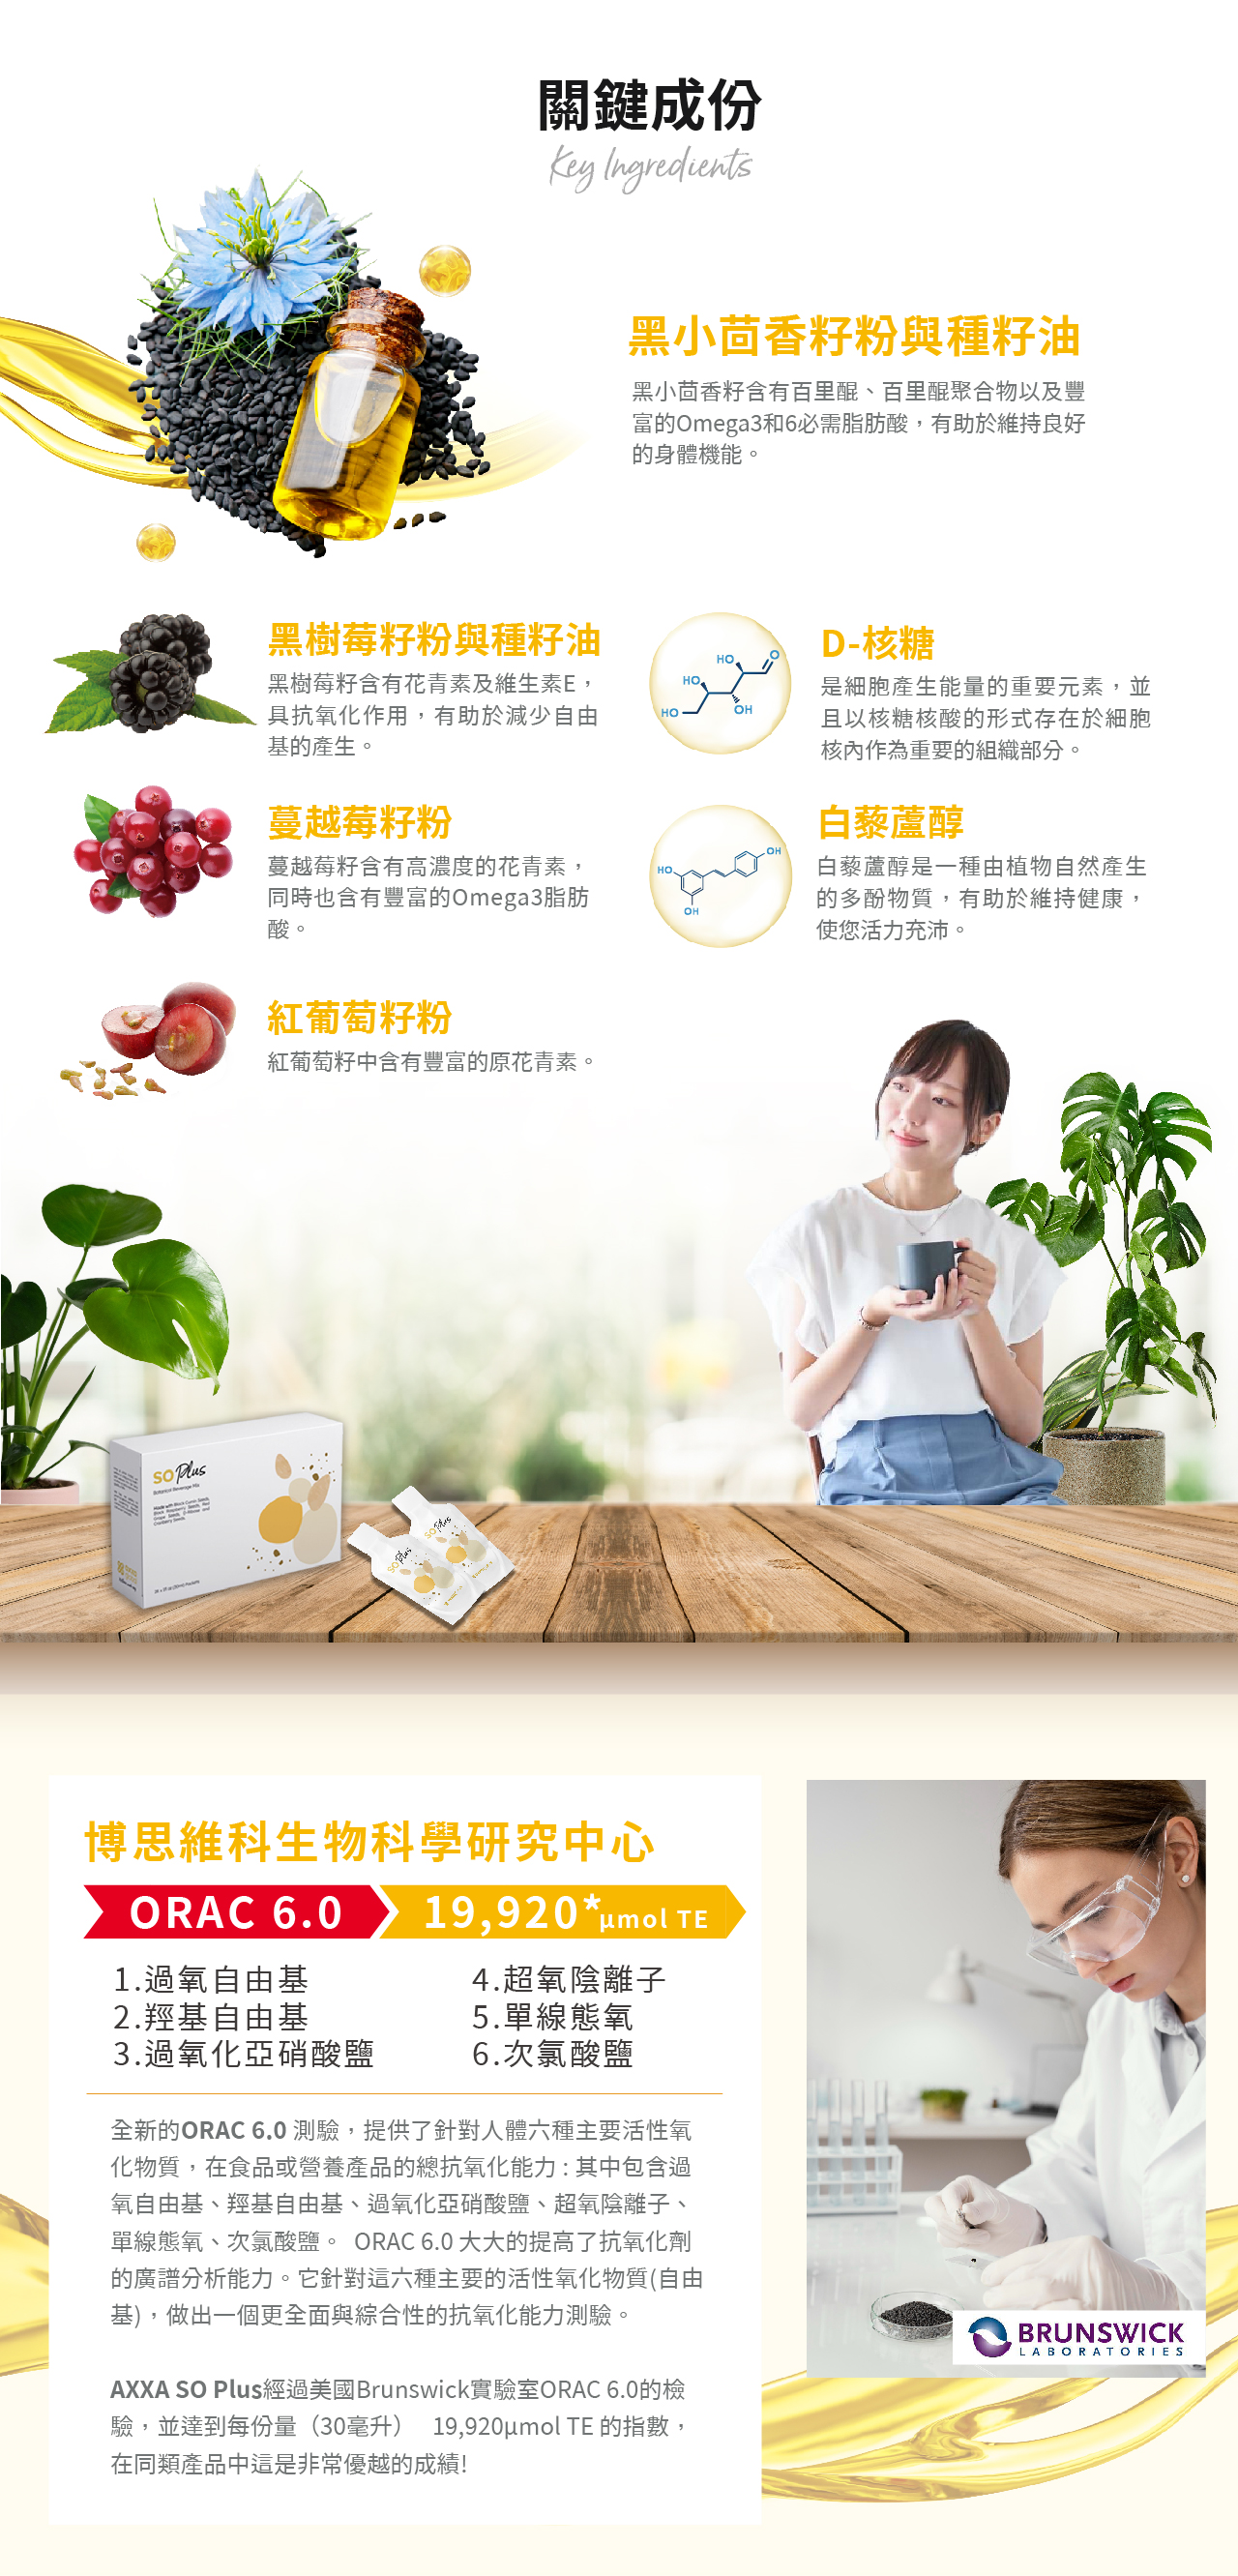 關鍵成份
Key Ingredients
黑小茴香籽粉與種籽油
黑小茴香籽含有百里醌、百里醌聚合物以及豐
富的Omega3和6必需脂肪酸，有助於維持良好
的身體機能。
黑樹莓籽粉與種籽油
黑樹莓籽含有花青素及維生素E，
具抗氧化作用，有助於減少自由
基的產生。
D-核糖
是細胞產生能量的重要元素，並
且以核糖核酸的形式存在於細胞
核內作為重要的組織部分。
HO
O
HO
HO
OH
蔓越莓籽粉
蔓越莓籽含有高濃度的花青素，
同時也含有豐富的Omega3脂肪
酸。
白藜蘆醇
白藜蘆醇是一種由植物自然產生
的多酚物質，有助於維持健康，
使您活力充沛。
OH
HO
OH
紅葡萄籽粉
紅葡萄籽中含有豐富的原花青素。
SO Plus
Botanical Beverage Mix
SO Plus
SO Plus
博思維科生物科學研究中心
ORAC 6.0
19,920*μmol TE
1.過氧自由基
2.羥基自由基
3.過氧化亞硝酸鹽
4.超氧陰離子
5.單線態氧
6.次氯酸鹽
全新的ORAC 6.0 測驗，提供了針對人體六種主要活性氧
化物質，在食品或營養產品的總抗氧化能力 : 其中包含過
氧自由基、羥基自由基、過氧化亞硝酸鹽、超氧陰離子、
單線態氧、次氯酸鹽。 ORAC 6.0 大大的提高了抗氧化劑
的廣譜分析能力。它針對這六種主要的活性氧化物質(自由
基)，做出一個更全面與綜合性的抗氧化能力測驗。
AXXA SO Plus經過美國Brunswick實驗室ORAC 6.0的檢
驗，並達到每份量（30毫升） 19,920μmol TE 的指數，
在同類產品中這是非常優越的成績!
BRUNSWICK
LABORATORIES